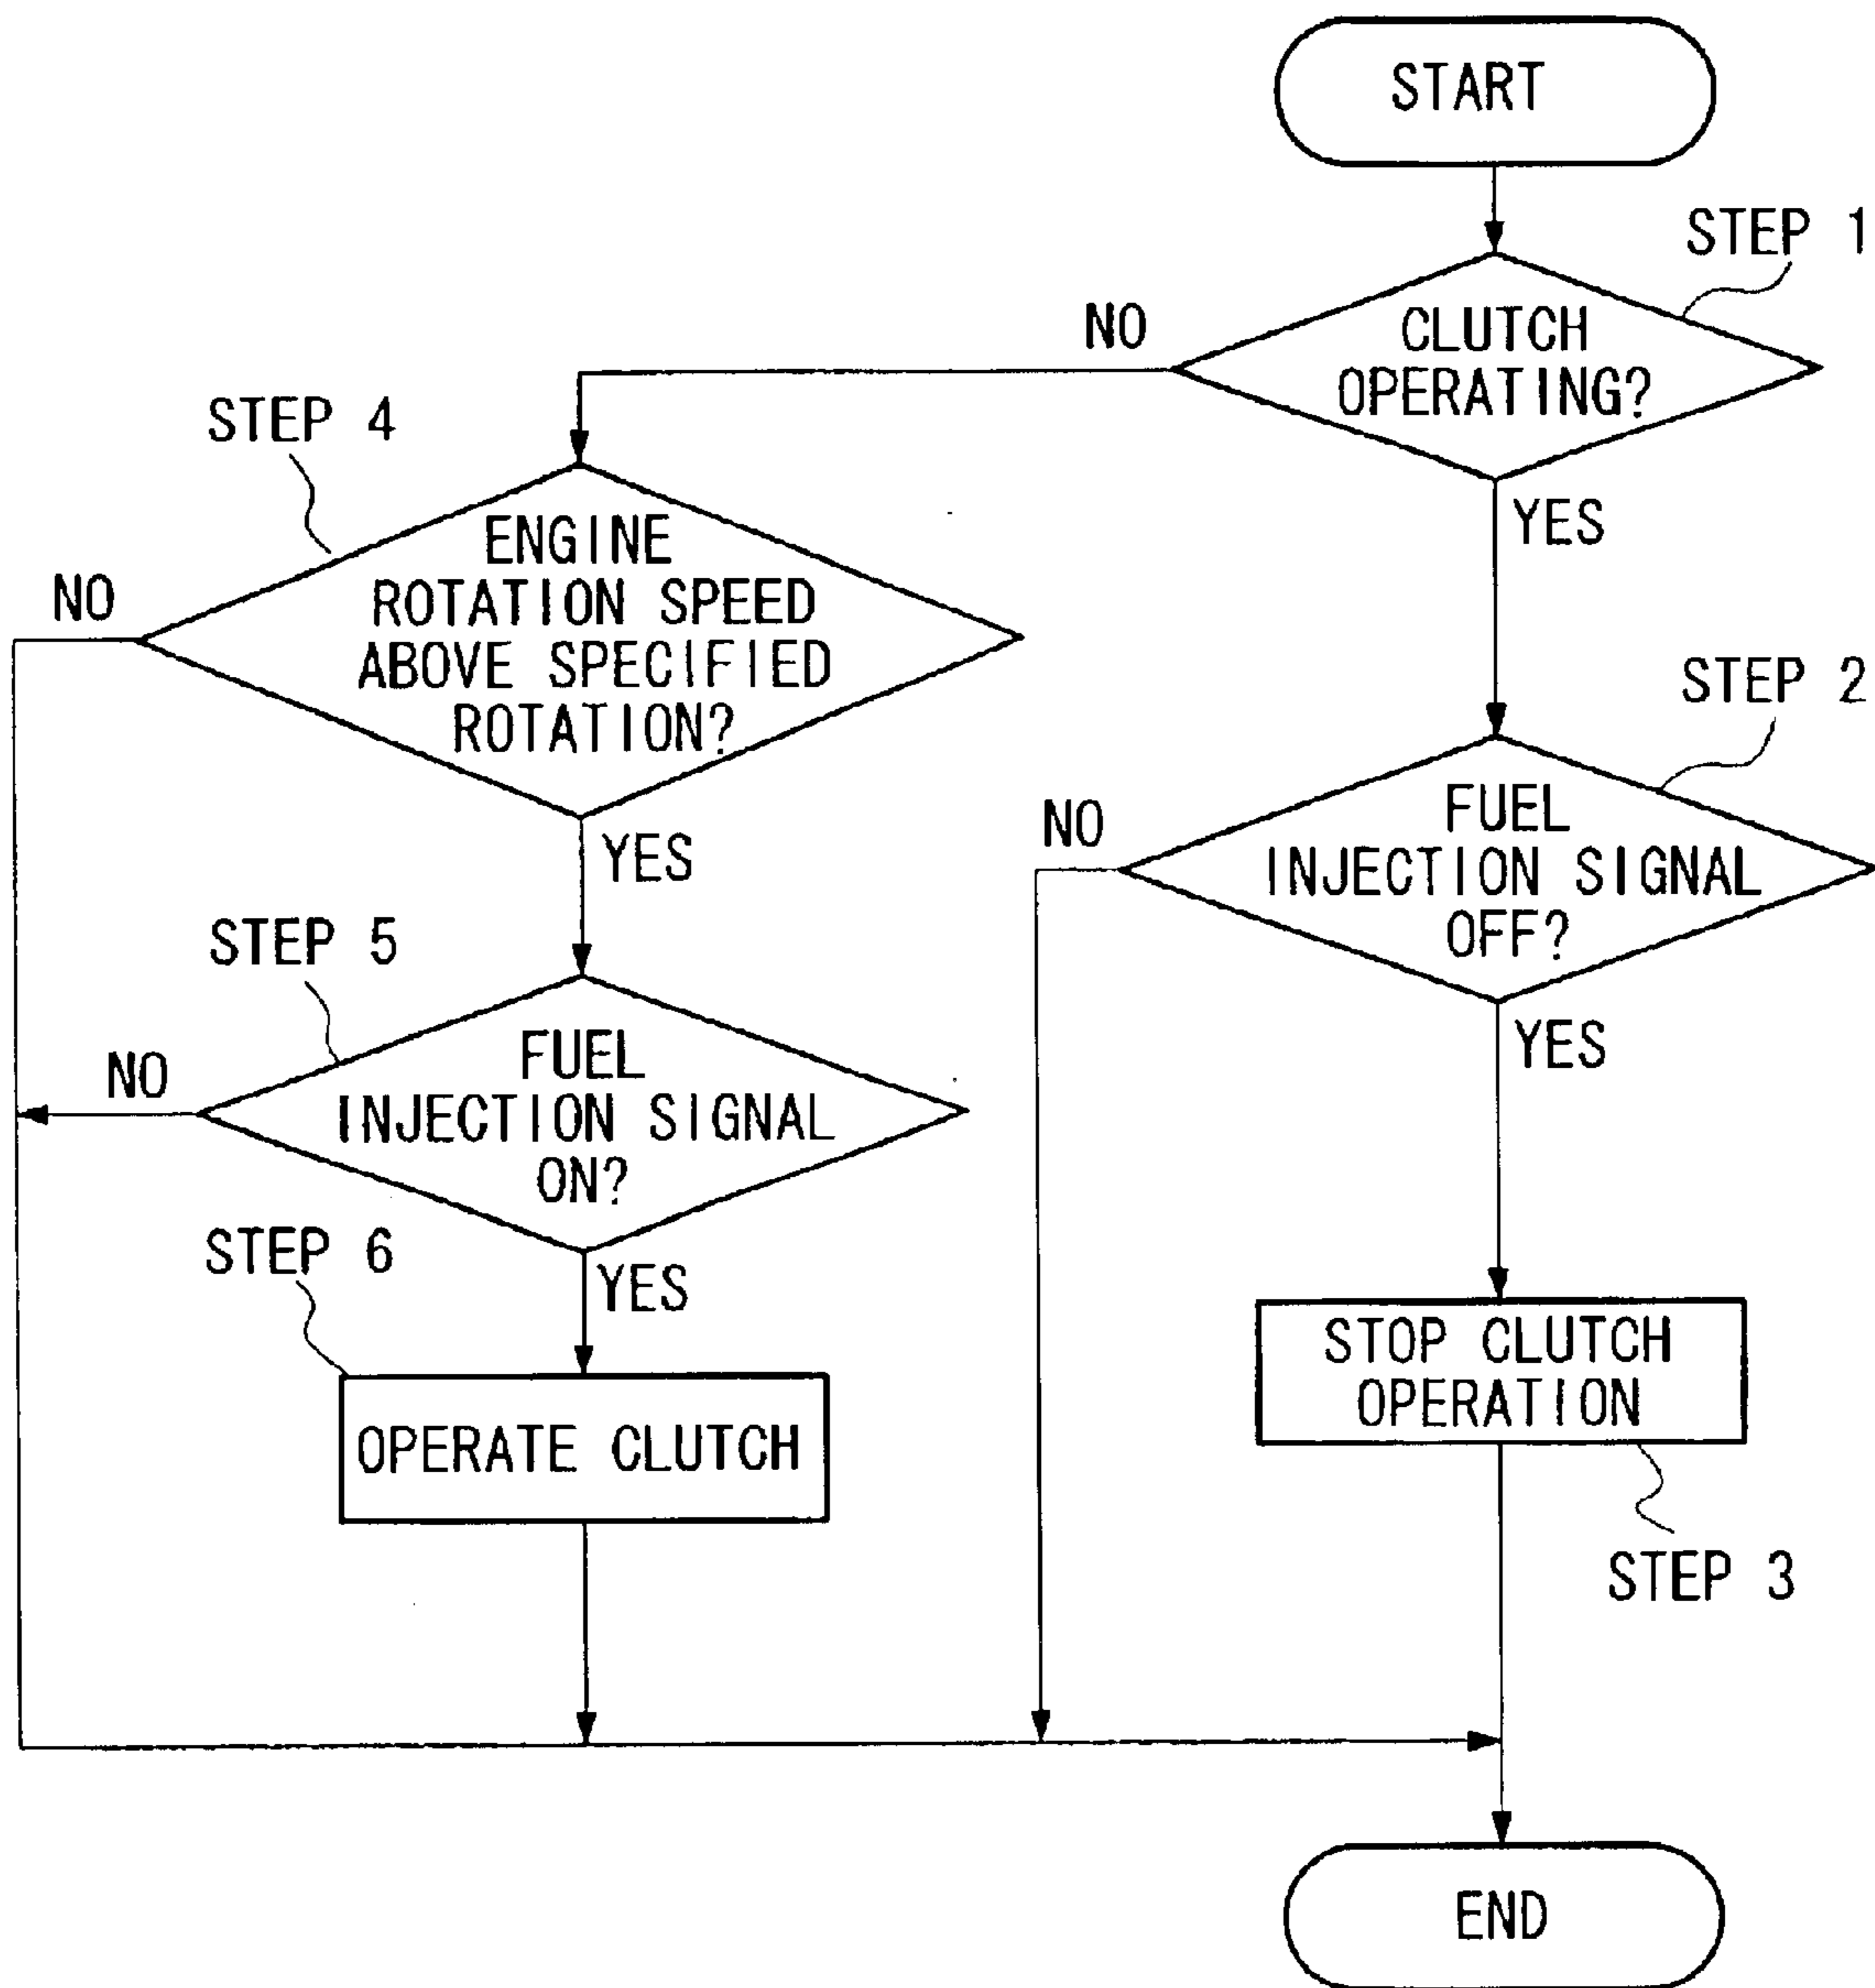 START
STEP 1
CLUTCH
OPERATING?
NO
YES
STEP 4
ENGINE
ROTATION SPEED
ABOVE SPECIFIED
ROTATION?
NO
YES
STEP 2
FUEL
INJECTION SIGNAL
OFF?
NO
YES
STEP 5
FUEL
INJECTION SIGNAL
ON?
NO
YES
STEP 6
OPERATE CLUTCH
STOP CLUTCH
OPERATION
STEP 3
END